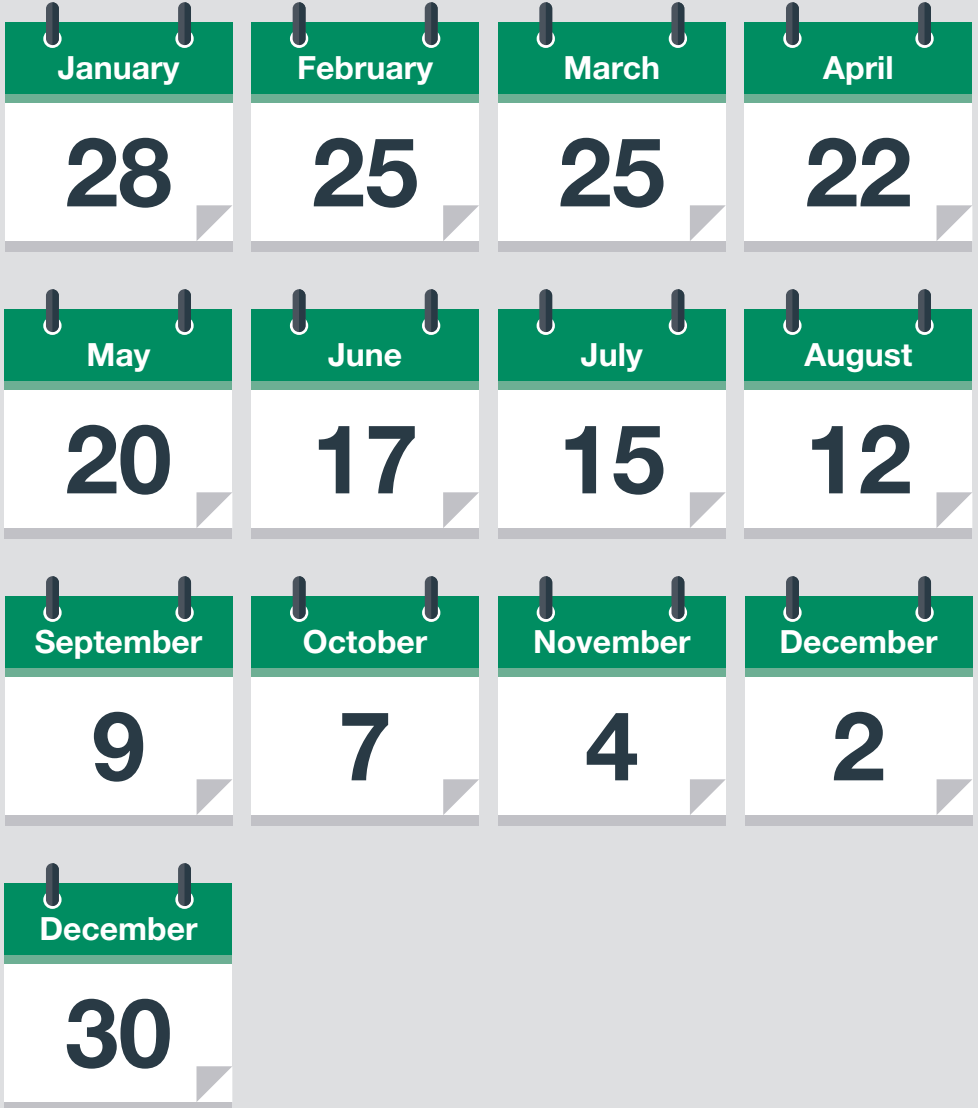 January February March April
28 25 25 22
May June July August
20 17 15 12
September October November December
9 7 4 2
December
30